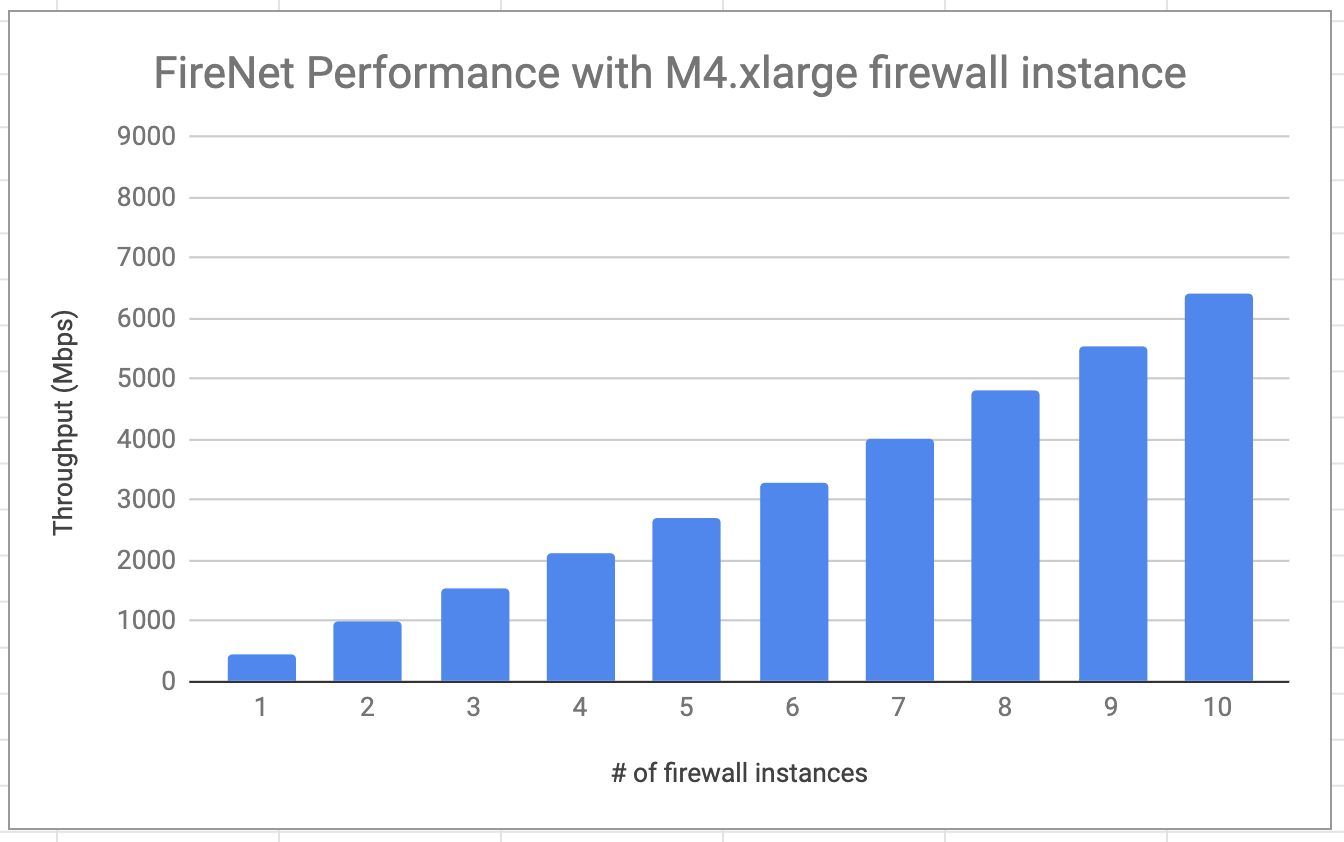 FireNet Performance with M4.xlarge firewall instance
9000
8000
7000
6000
5000
4000
3000
2000
1000
0
Throughput (Mbps)
1 2 3 4 5 6 7 8 9 10
# of firewall instances